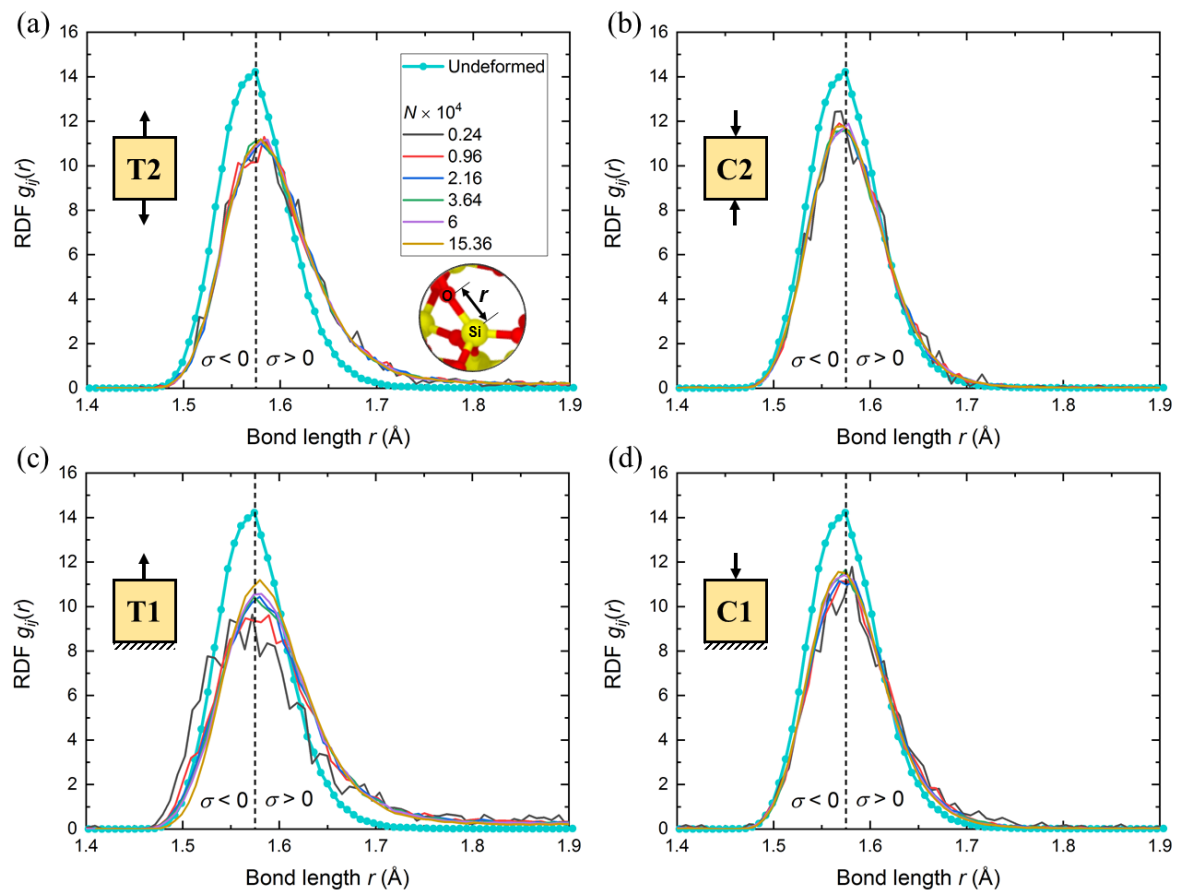 (a)
16
14
12
10
8
6
4
2
0
RDF gij(r)
T2
Undeformed
N × 10⁴
0.24
0.96
2.16
3.64
6
15.36
O
r
Si
σ < 0
σ > 0
1.4 1.5 1.6 1.7 1.8 1.9
Bond length r (Å)
(b)
16
14
12
10
8
6
4
2
0
RDF gij(r)
C2
σ < 0
σ > 0
1.4 1.5 1.6 1.7 1.8 1.9
Bond length r (Å)
(c)
16
14
12
10
8
6
4
2
0
RDF gij(r)
T1
σ < 0
σ > 0
1.4 1.5 1.6 1.7 1.8 1.9
Bond length r (Å)
(d)
16
14
12
10
8
6
4
2
0
RDF gij(r)
C1
σ < 0
σ > 0
1.4 1.5 1.6 1.7 1.8 1.9
Bond length r (Å)